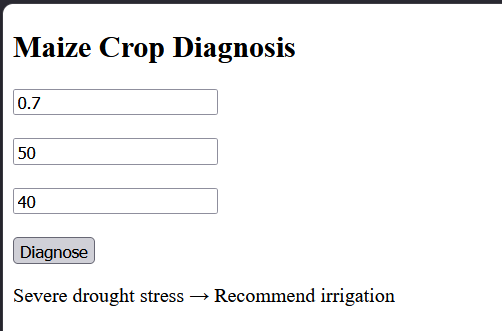 Maize Crop Diagnosis
0.7
50
40
Diagnose
Severe drought stress → Recommend irrigation